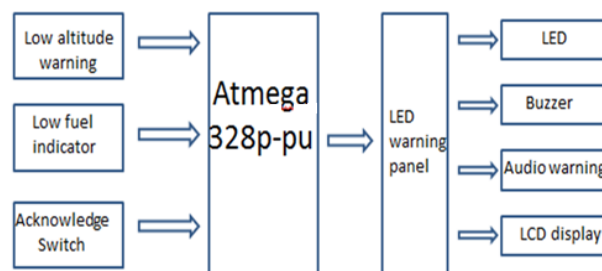 Low altitude
warning
Low fuel
indicator
Acknowledge
Switch
Atmega
328p-pu
LED
warning
panel
LED
Buzzer
Audio warning
LCD display